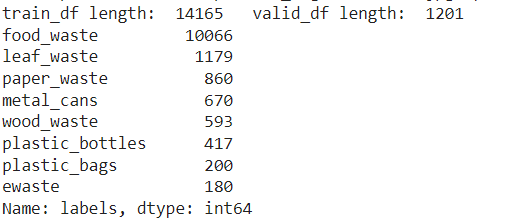 train_df length:  14165   valid_df length:  1201
food_waste        10066
leaf_waste         1179
paper_waste         860
metal_cans          670
wood_waste          593
plastic_bottles     417
plastic_bags        200
ewaste              180
Name: labels, dtype: int64